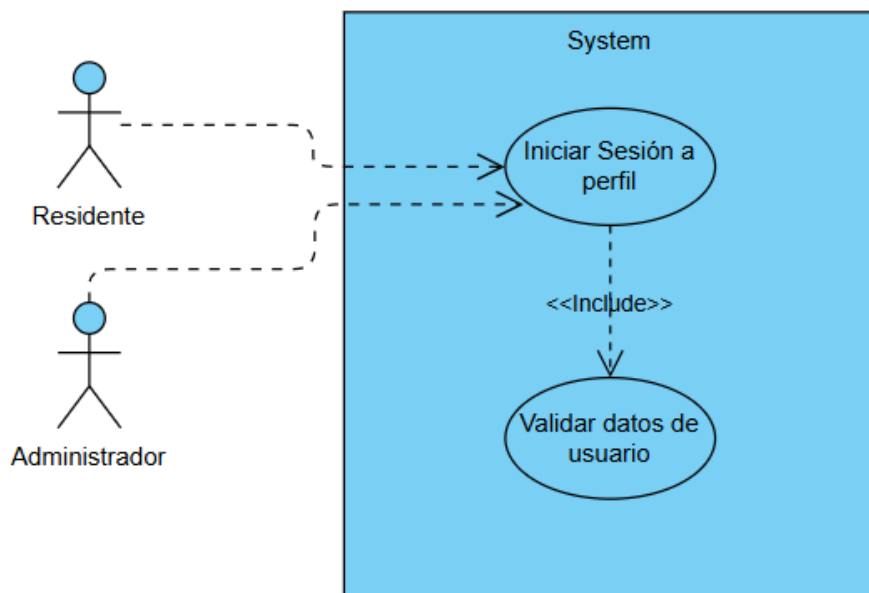 System
Iniciar Sesión a
perfil
Residente
<<Include>>
Validar datos de
usuario
Administrador